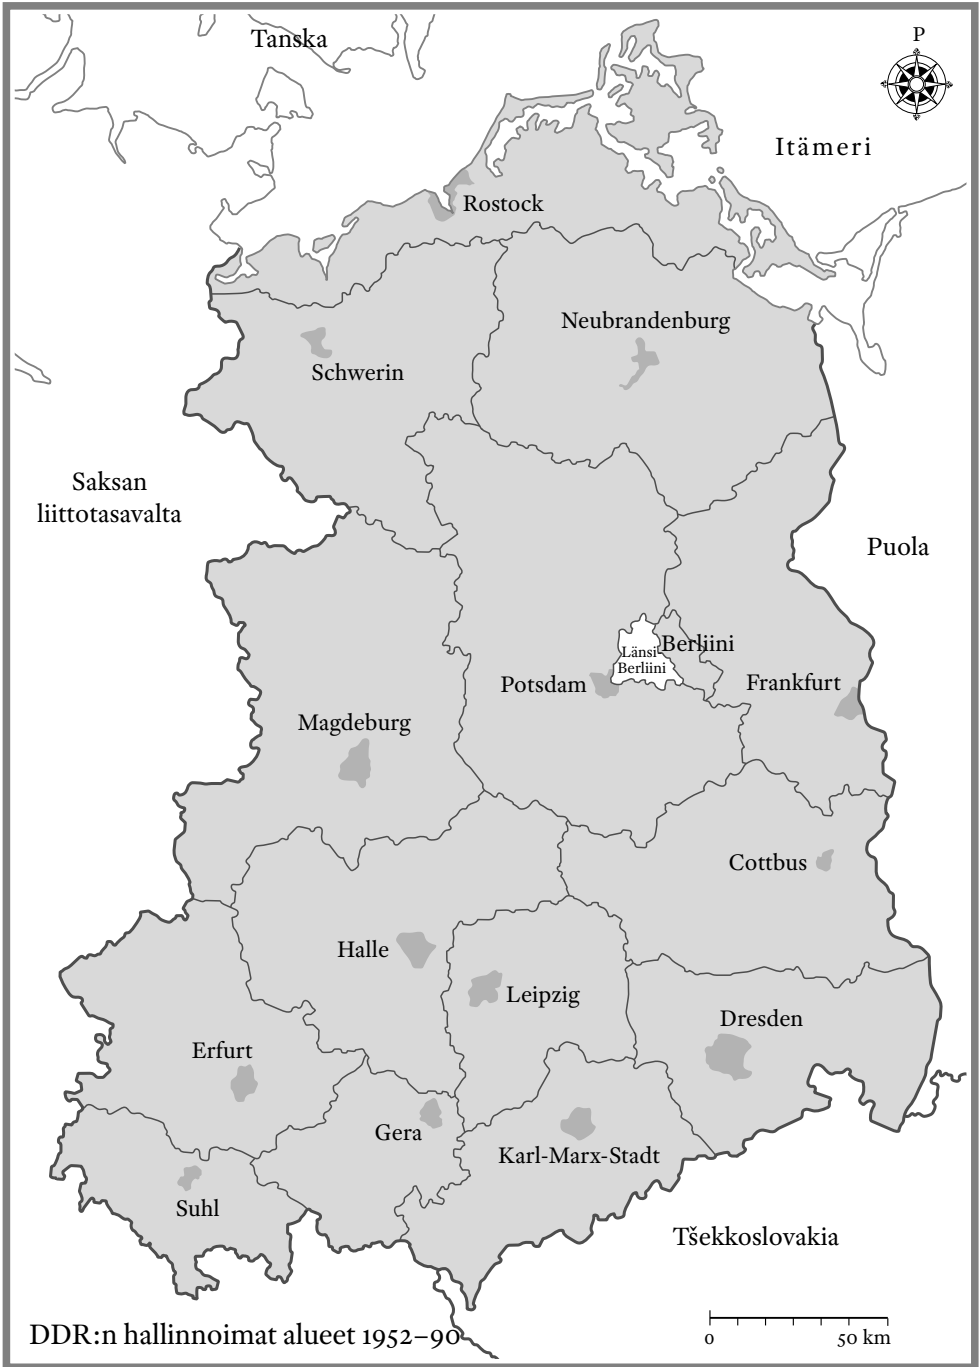 Tanska
P
Itämeri
Rostock
Neubrandenburg
Schwerin
Saksan
liittotasavalta
Puola
Berliini
Länsi-
Berliini
Potsdam
Frankfurt
Magdeburg
Cottbus
Halle
Leipzig
Dresden
Erfurt
Gera
Karl-Marx-Stadt
Suhl
Tšekkoslovakia
DDR:n hallinnoimat alueet 1952–90
0 50 km